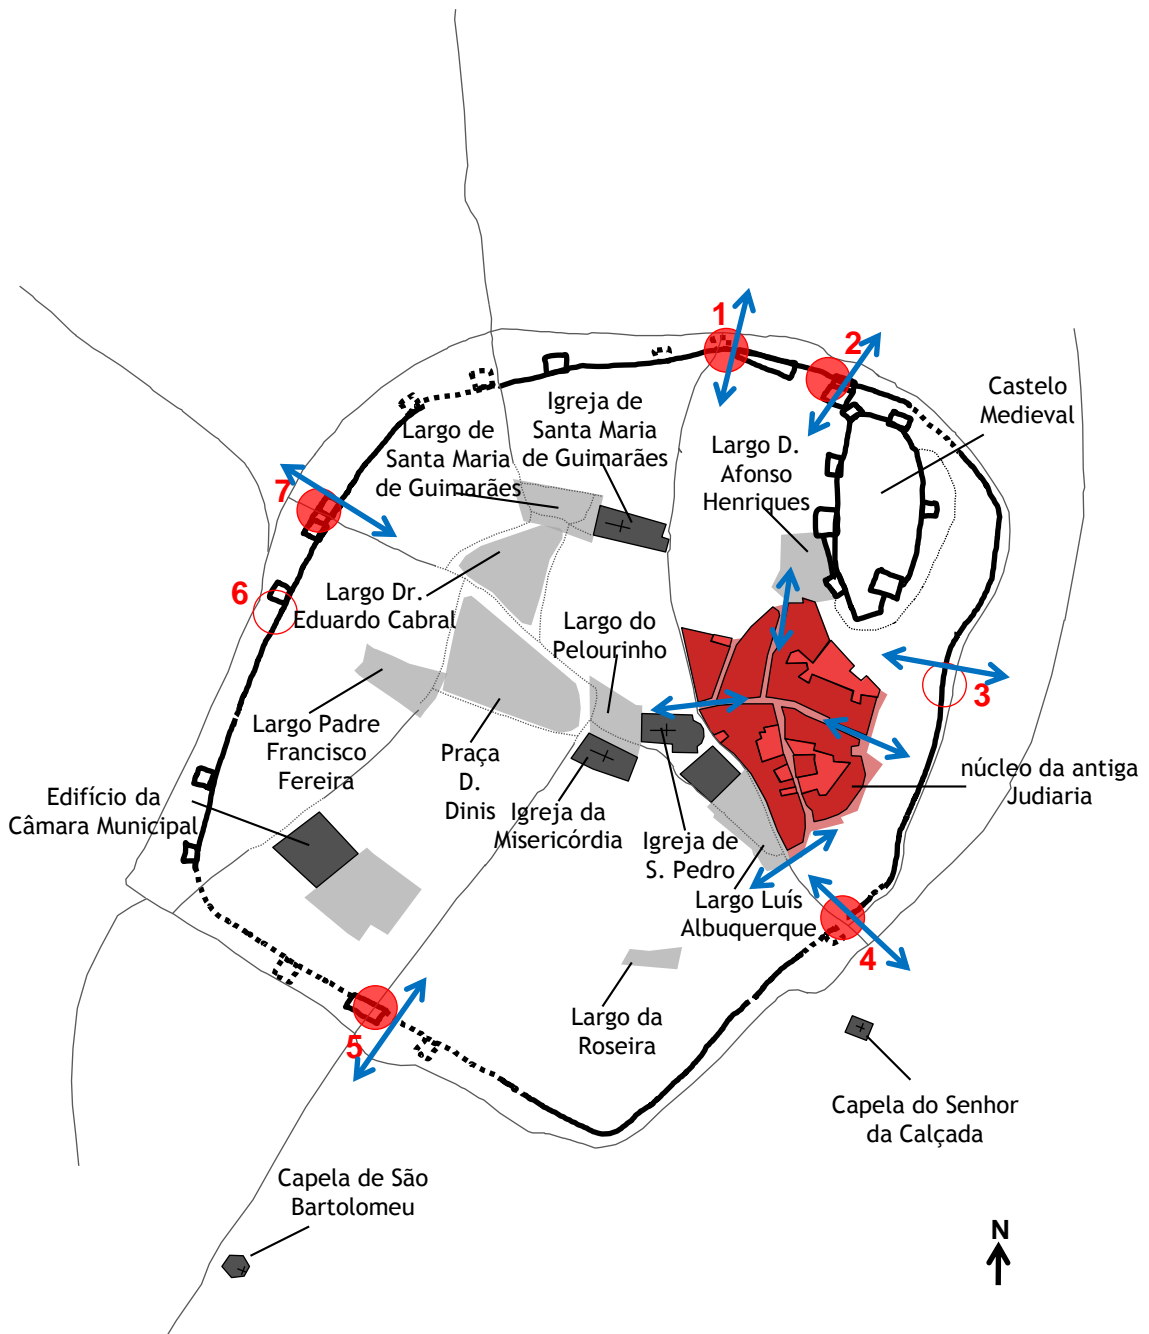 1
2
Castelo
Medieval
Igreja de
Santa Maria
de Guimarães
Largo de
Santa Maria
de Guimarães
Largo D.
Afonso
Henriques
7
6
Largo Dr.
Eduardo Cabral
Largo do
Pelourinho
3
Largo Padre
Francisco
Fereira
Praça
D.
Dinis
núcleo da antiga
Judiaria
Edifício da
Câmara Municipal
Igreja da
Misericórdia
Igreja de
S. Pedro
Largo Luís
Albuquerque
4
5
Largo da
Roseira
Capela do Senhor
da Calçada
Capela de São
Bartolomeu
N